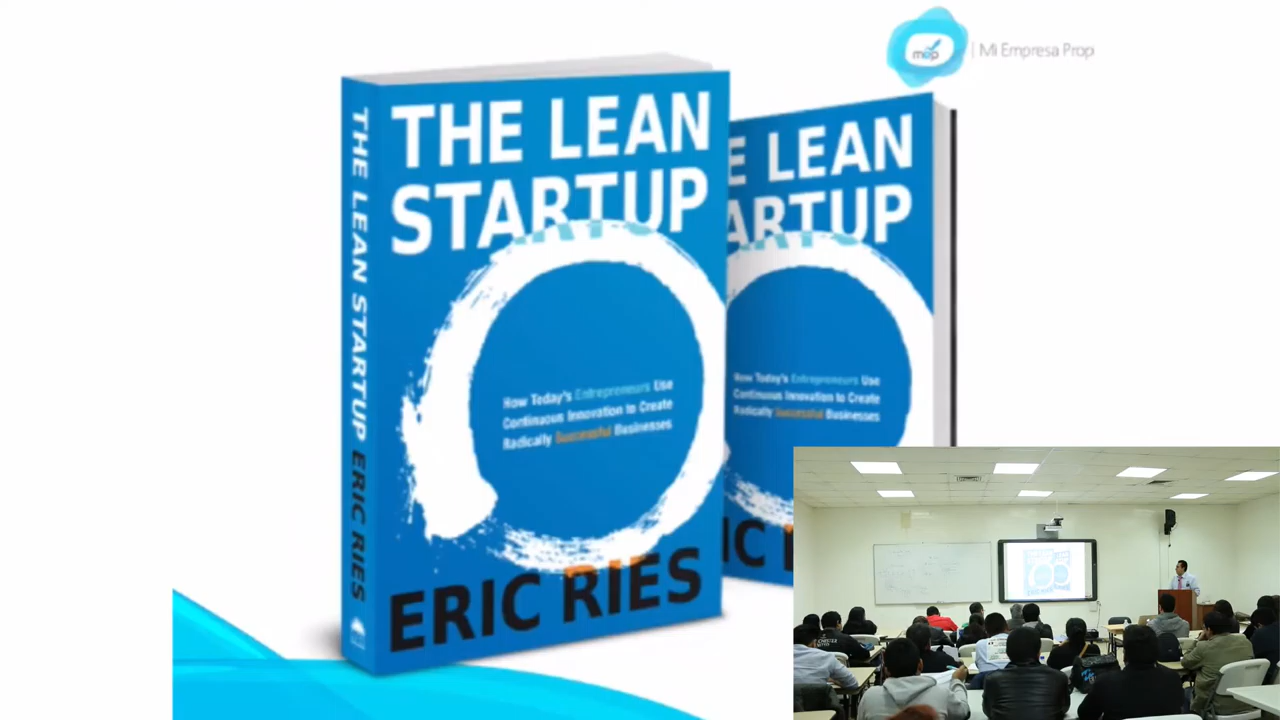 mep | Mi Empresa Prop
THE LEAN
STARTUP
How Today's Entrepreneurs Use
Continuous Innovation to Create
Radically Successful Businesses
ERIC RIES
THE LEAN STARTUP ERIC RIES
E LEAN
ARTUP
How Today's Entrepreneurs Use
Continuous Innovation to Create
Radically Successful Businesses
IC